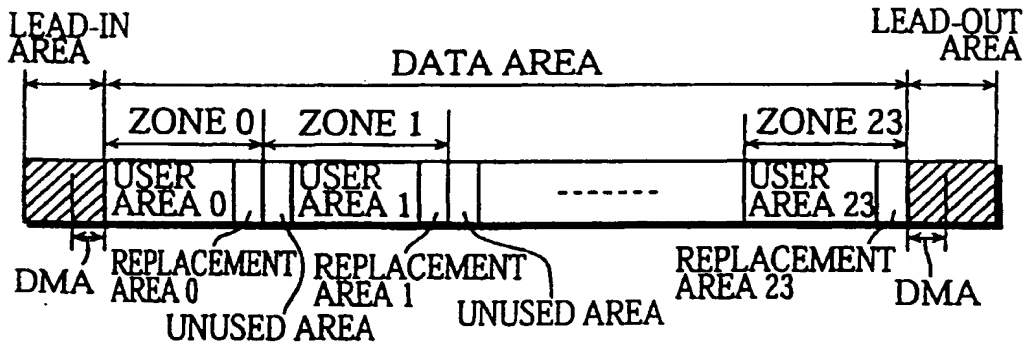 LEAD-IN
AREA
LEAD-OUT
AREA
DATA AREA
ZONE 0
ZONE 1
ZONE 23
USER
AREA 0
USER
AREA 1
USER
AREA 23
DMA
REPLACEMENT
AREA 0
UNUSED AREA
REPLACEMENT
AREA 1
UNUSED AREA
REPLACEMENT
AREA 23
DMA